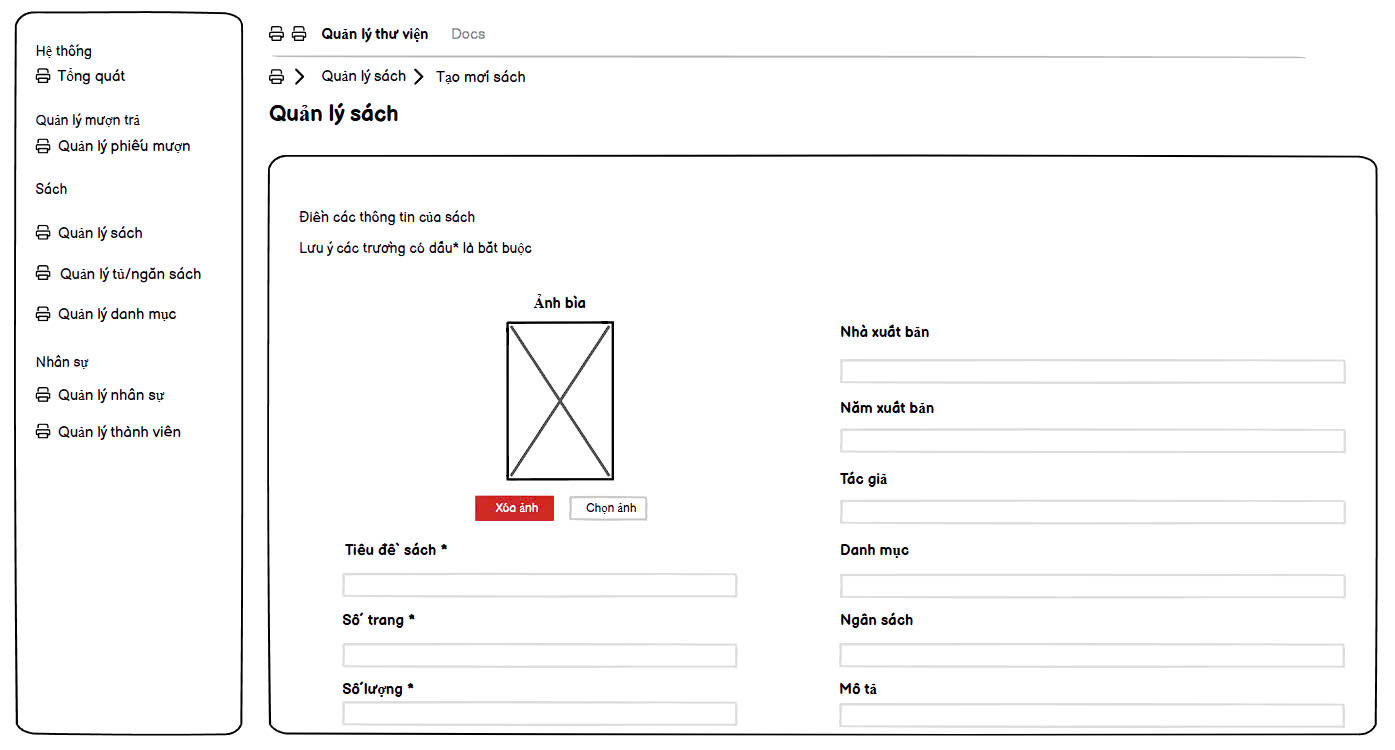 Hệ thống
Tổng quát
Quản lý mượn trả
Quản lý phiếu mượn
Sách
Quản lý sách
Quản lý tủ/ngăn sách
Quản lý danh mục
Nhân sự
Quản lý nhân sự
Quản lý thành viên
Quản lý thư viện Docs
Quản lý sách > Tạo mới sách
Quản lý sách
Điền các thông tin của sách
Lưu ý các trường có dấu* là bắt buộc
Ảnh bìa
Xóa ảnh
Chọn ảnh
Tiêu đề sách *
Số trang *
Số lượng *
Nhà xuất bản
Năm xuất bản
Tác giả
Danh mục
Ngăn sách
Mô tả